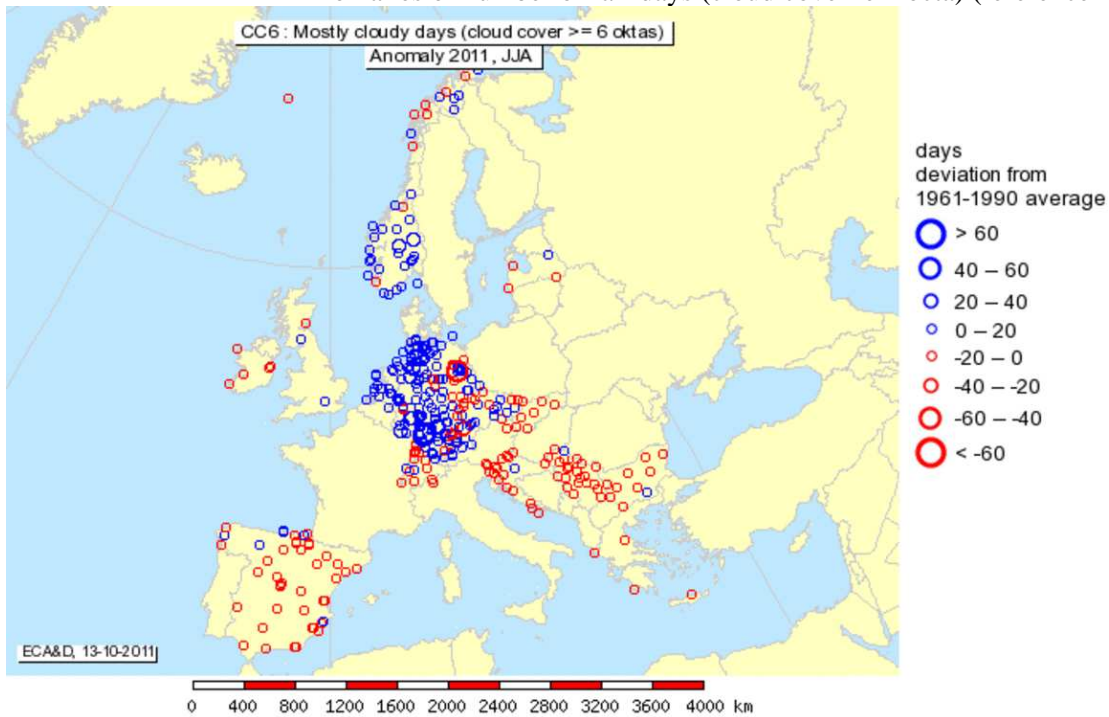 CC6 : Mostly cloudy days (cloud cover >= 6 oktas)
Anomaly 2011 , JJA
days
deviation from
1961-1990 average
> 60
40 – 60
20 – 40
0 – 20
-20 – 0
-40 – -20
-60 – -40
< -60
ECA&D, 13-10-2011
0 400 800 1200 1600 2000 2400 2800 3200 3600 4000 km